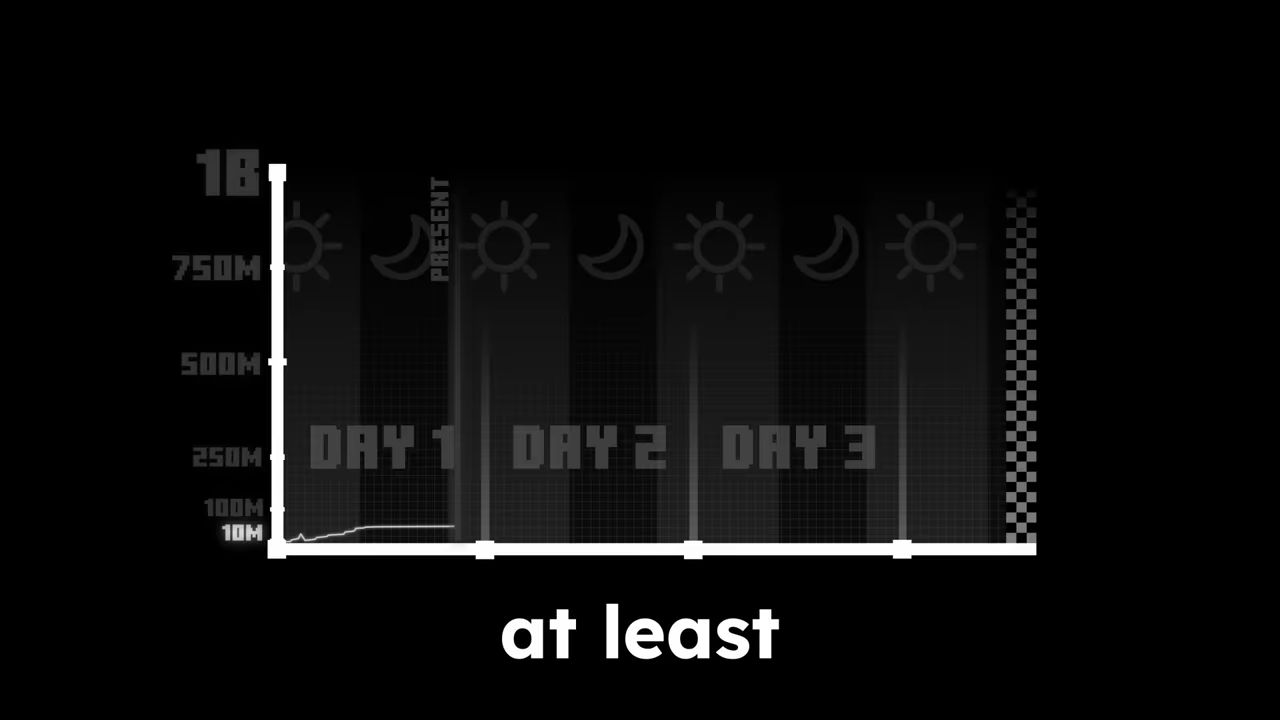 1B
PRESENT
750M
500M
DAY 1 DAY 2 DAY 3
250M
100M
10M
at least